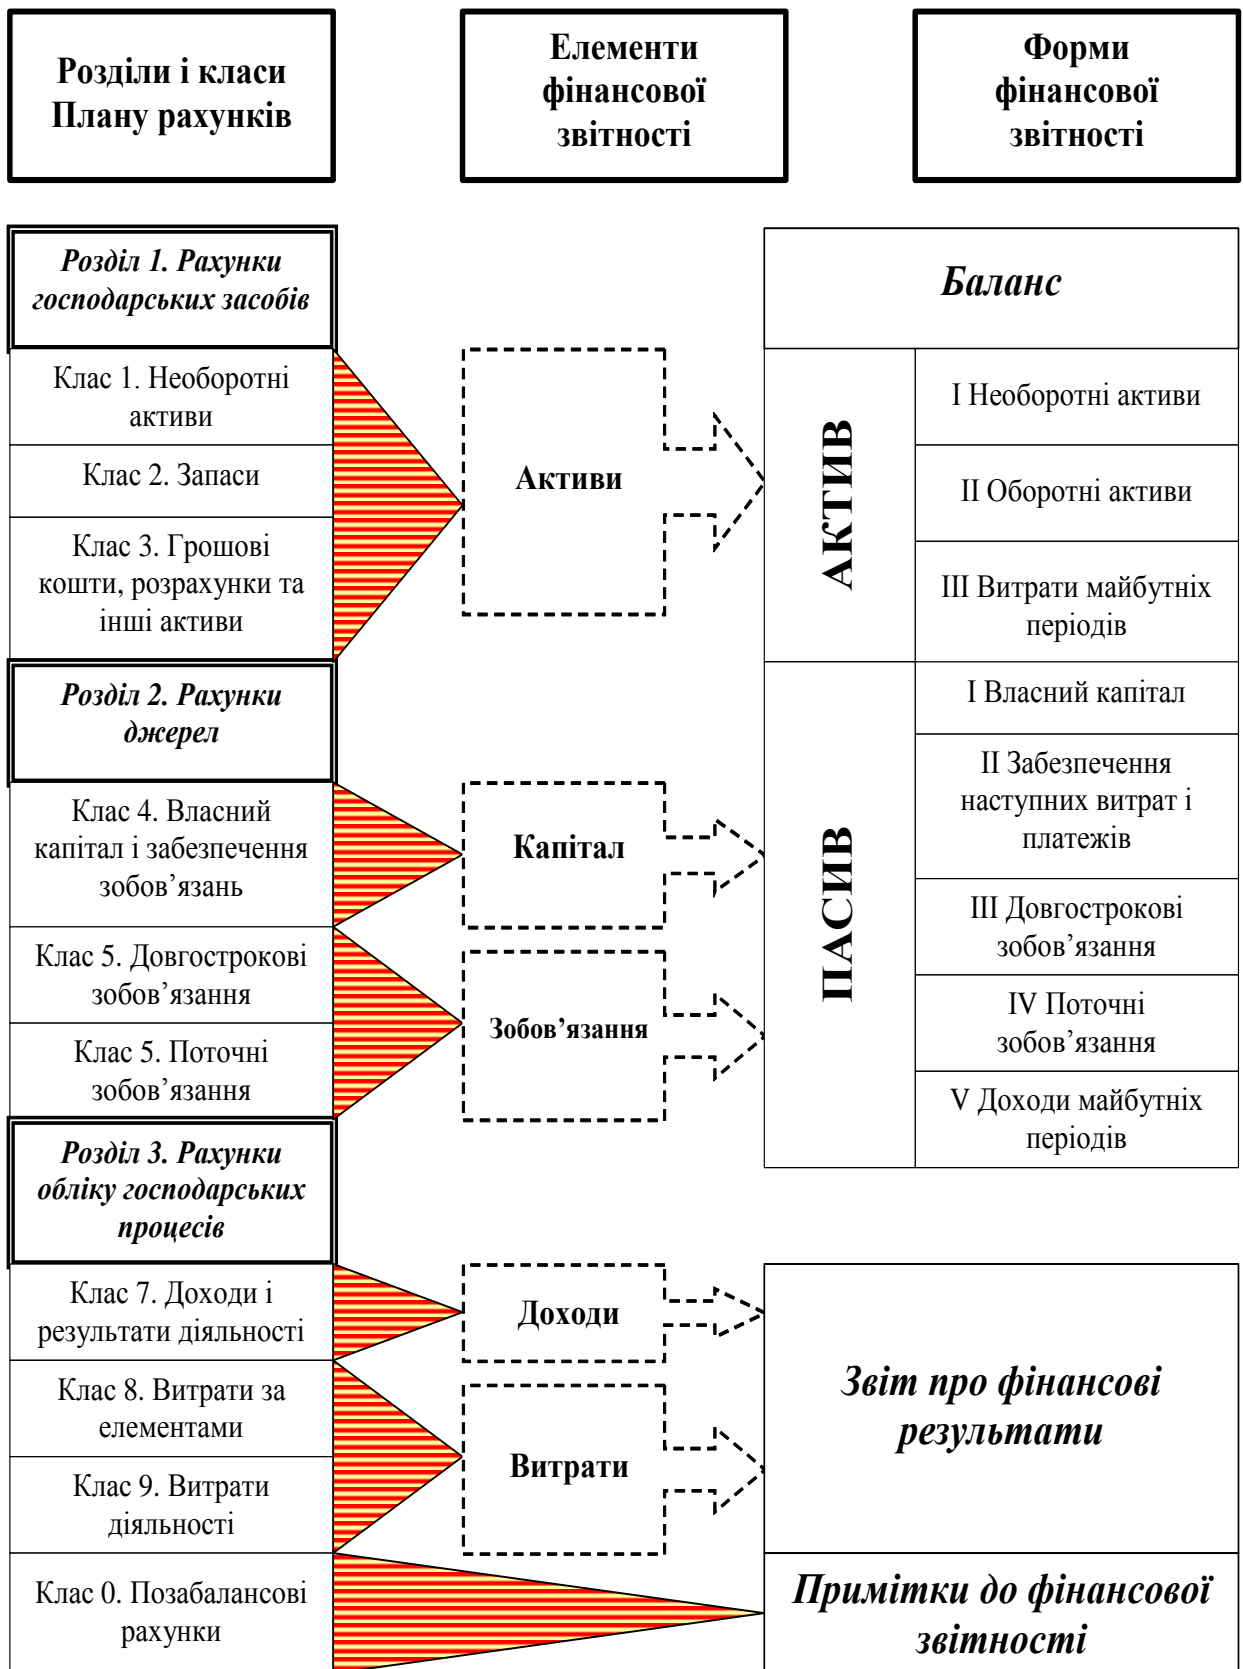 Розділи і класи
Плану рахунків
Елементи
фінансової
звітності
Форми
фінансової
звітності
Розділ 1. Рахунки
господарських засобів
Клас 1. Необоротні
активи
Клас 2. Запаси
Клас 3. Грошові
кошти, розрахунки та
інші активи
Розділ 2. Рахунки
джерел
Клас 4. Власний
капітал і забезпечення
зобов’язань
Клас 5. Довгострокові
зобов’язання
Клас 5. Поточні
зобов’язання
Розділ 3. Рахунки
обліку господарських
процесів
Клас 7. Доходи і
результати діяльності
Клас 8. Витрати за
елементами
Клас 9. Витрати
діяльності
Клас 0. Позабалансові
рахунки
Активи
Капітал
Зобов’язання
Доходи
Витрати
Баланс
АКТИВ
I Необоротні активи
II Оборотні активи
III Витрати майбутніх
періодів
ПАСИВ
I Власний капітал
II Забезпечення
наступних витрат і
платежів
III Довгострокові
зобов’язання
IV Поточні
зобов’язання
V Доходи майбутніх
періодів
Звіт про фінансові
результати
Примітки до фінансової
звітності